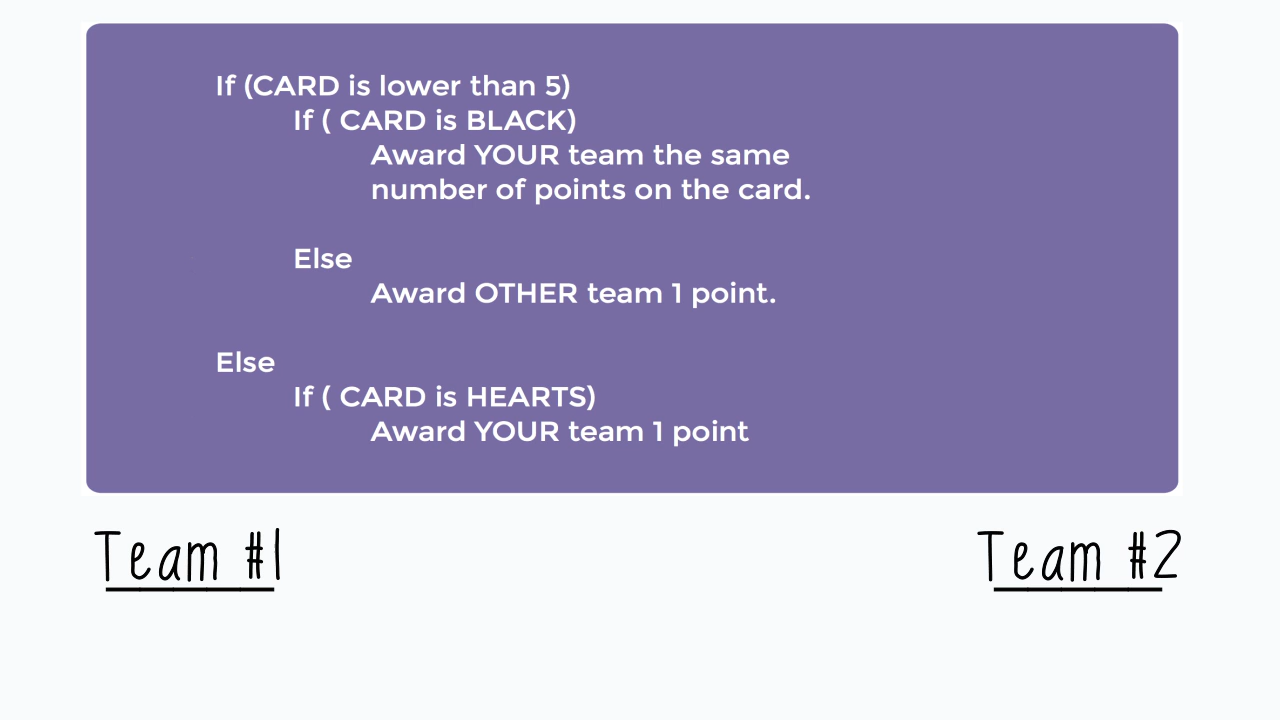 If (CARD is lower than 5)
If ( CARD is BLACK)
Award YOUR team the same
number of points on the card.
Else
Award OTHER team 1 point.
Else
If ( CARD is HEARTS)
Award YOUR team 1 point
Team #1
Team #2